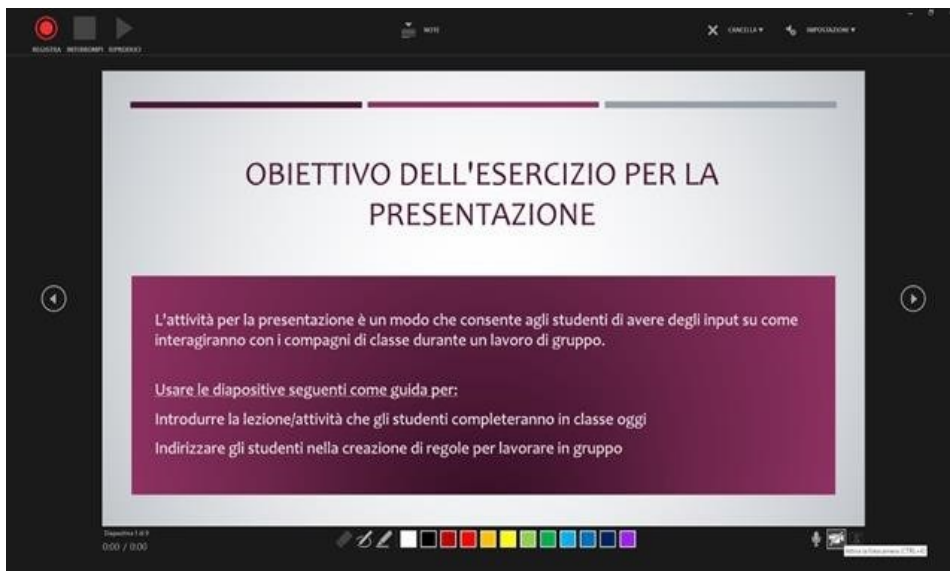 REGISTRA INTERROMPI RIPRODUCI
NOTE
CANCELLA
IMPOSTAZIONI
OBIETTIVO DELL'ESERCIZIO PER LA
PRESENTAZIONE
L'attività per la presentazione è un modo che consente agli studenti di avere degli input su come
interagiranno con i compagni di classe durante un lavoro di gruppo.
Usare le diapositive seguenti come guida per:
Introdurre la lezione/attività che gli studenti completeranno in classe oggi
Indirizzare gli studenti nella creazione di regole per lavorare in gruppo
0:00 / 0:00